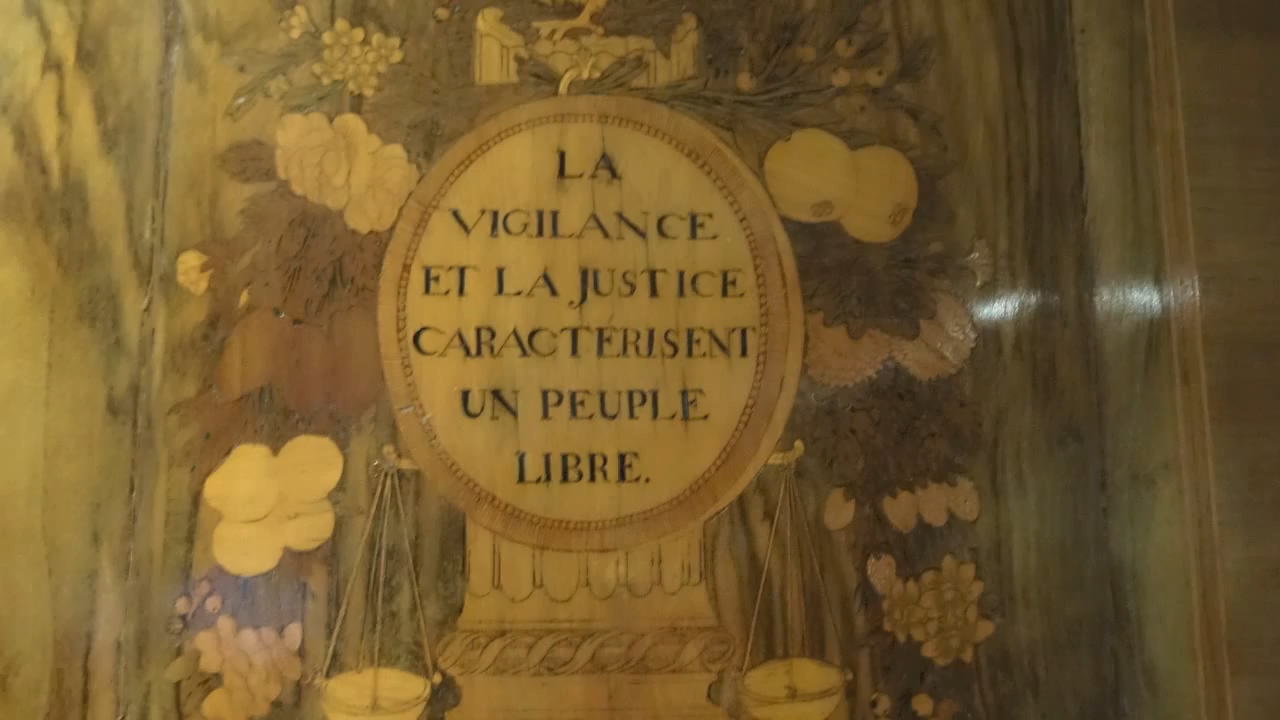 LA
VIGILANCE
ET LA JUSTICE
CARACTERISENT
UN PEUPLE
LIBRE.